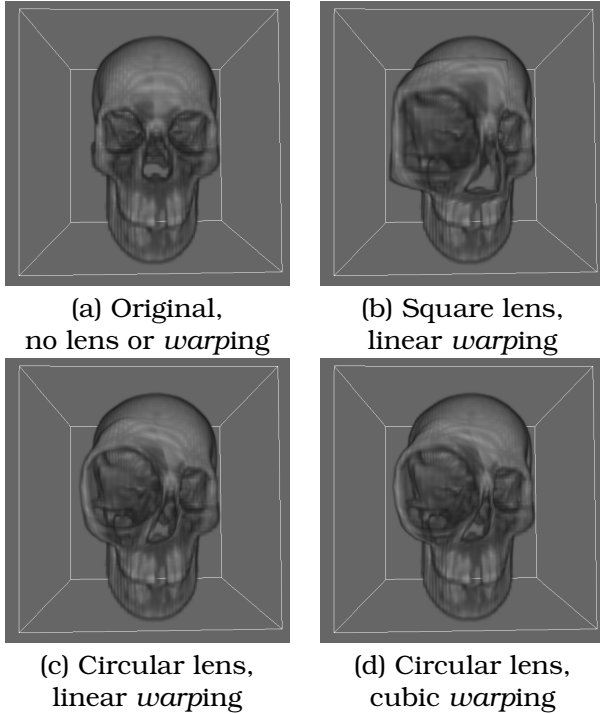 (a) Original,
no lens or warping
(b) Square lens,
linear warping
(c) Circular lens,
linear warping
(d) Circular lens,
cubic warping